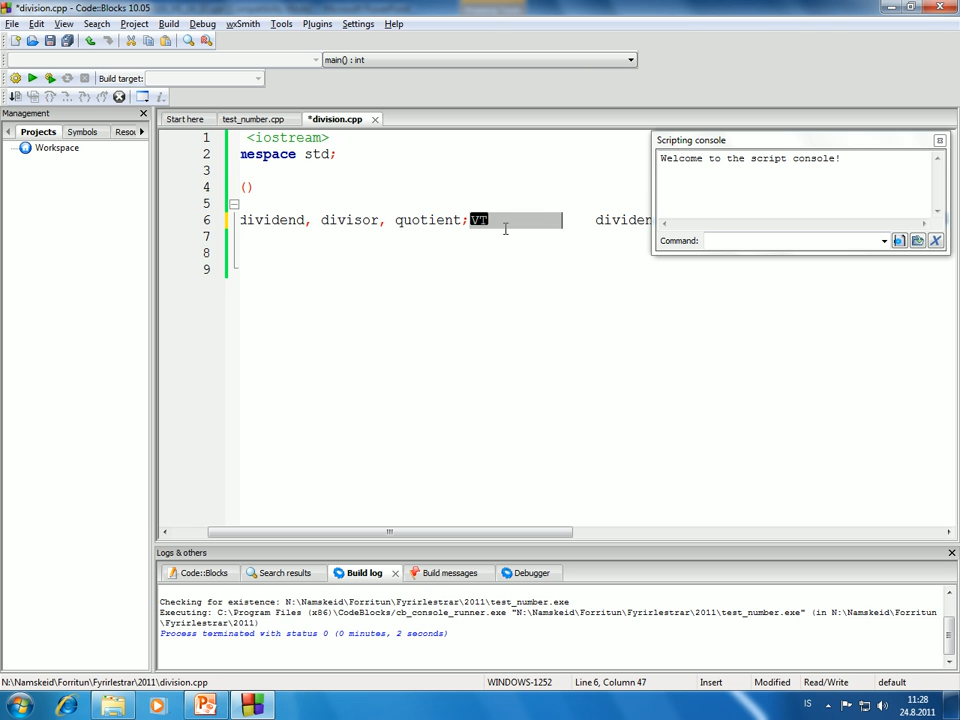 *division.cpp - Code::Blocks 10.05
File Edit View Search Project Build Debug wxSmith Tools Plugins Settings Help
main() : int
Build target:
Management
Projects Symbols Resou
Workspace
Start here test_number.cpp *division.cpp
1 <iostream>
2 mespace std;
3
4 ()
5
6 dividend, divisor, quotient;VT dividen
7
8
9
Scripting console
Welcome to the script console!
Command:
Logs & others
Code::Blocks Search results Build log Build messages Debugger
Checking for existence: N:\Namskeid\Forritun\Fyrirlestrar\2011\test_number.exe
Executing: C:\Program Files (x86)\CodeBlocks/cb_console_runner.exe "N:\Namskeid\Forritun\Fyrirlestrar\2011\test_number.exe" (in N:\Namskeid\Forritun
\Fyrirlestrar\2011)
Process terminated with status 0 (0 minutes, 2 seconds)
N:\Namskeid\Forritun\Fyrirlestrar\2011\division.cpp WINDOWS-1252 Line 6, Column 47 Insert Modified Read/Write default
IS 11:28
24.8.2011